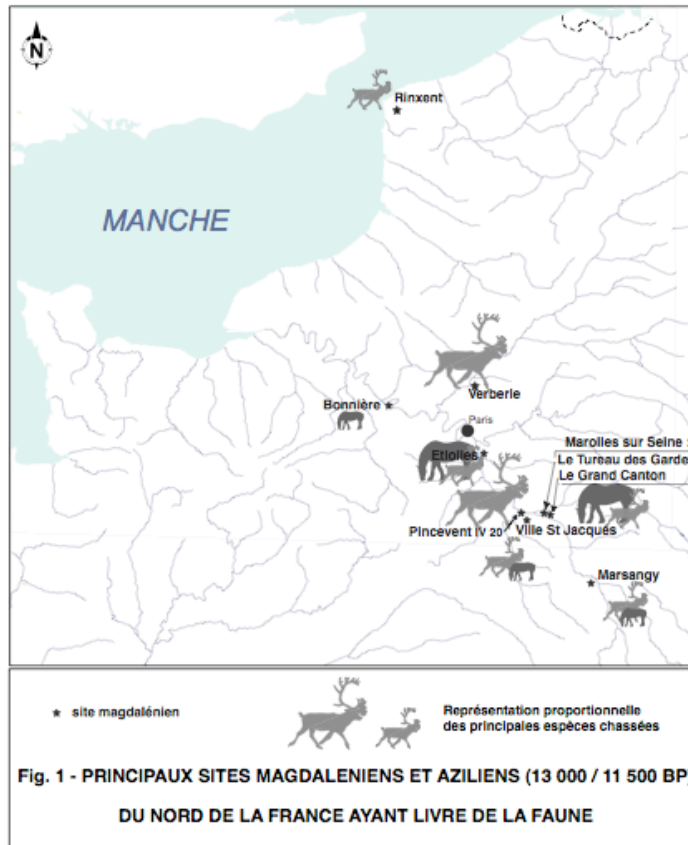 N
Rinxent
MANCHE
Verberie
Bonnière
Paris
Etiolles
Marolles sur Seine :
Le Tureau des Garde
Le Grand Canton
Pincevent IV 20
Ville St Jacques
Marsangy
site magdalénien
Représentation proportionnelle
des principales espèces chassées
Fig. 1 - PRINCIPAUX SITES MAGDALENIENS ET AZILIENS (13 000 / 11 500 BP)
DU NORD DE LA FRANCE AYANT LIVRE DE LA FAUNE